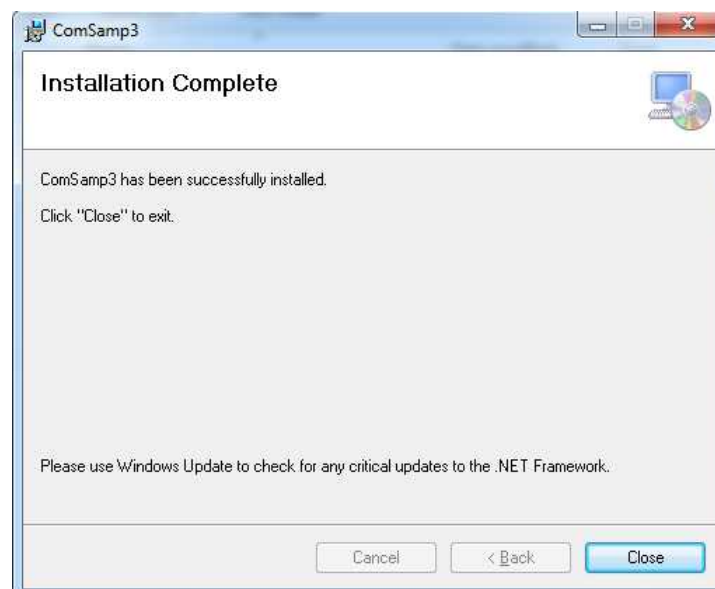 ComSamp3
Installation Complete
ComSamp3 has been successfully installed.
Click "Close" to exit.
Please use Windows Update to check for any critical updates to the .NET Framework.
Cancel
< Back
Close